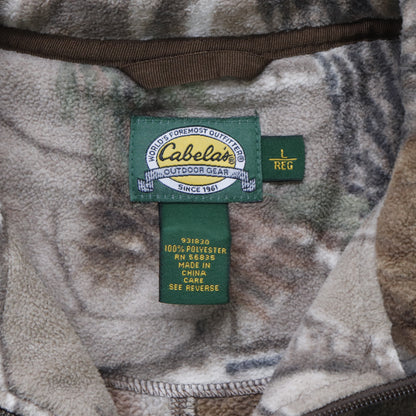 WORLD'S FOREMOST OUTFITTER®
Cabela's®
OUTDOOR GEAR
SINCE 1961
L
REG
931830
100% POLYESTER
RN 56835
MADE IN
CHINA
CARE
SEE REVERSE